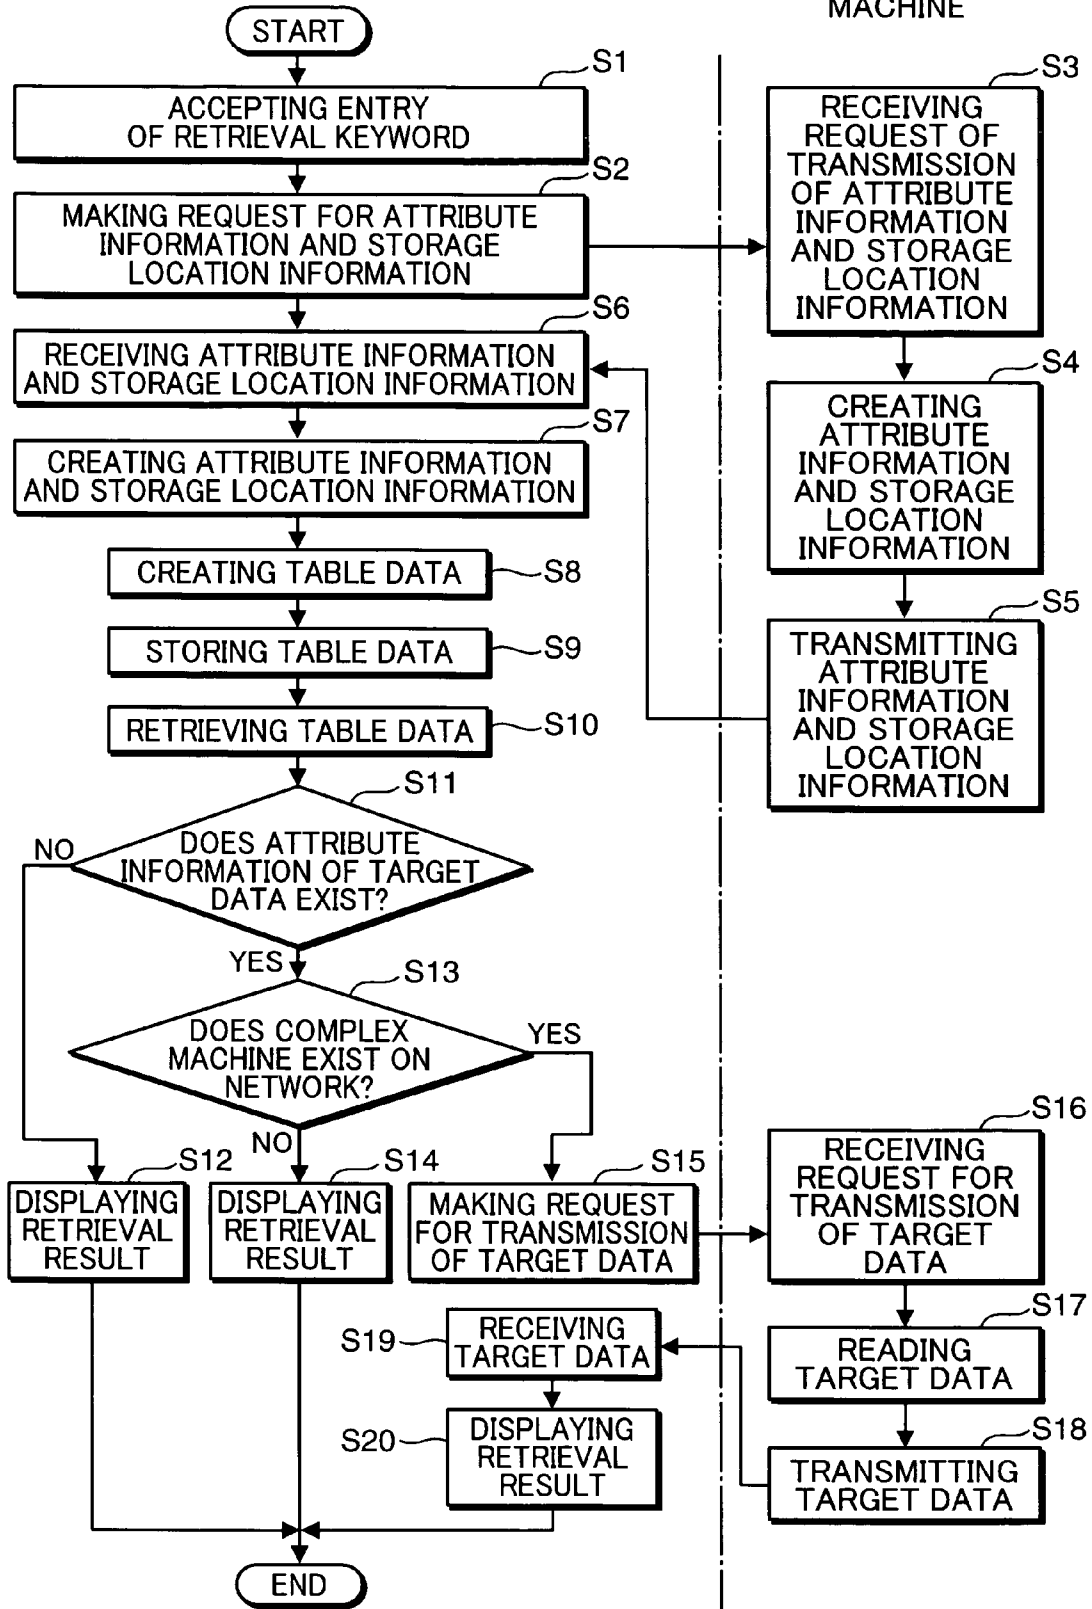 MACHINE
START
S1
ACCEPTING ENTRY
OF RETRIEVAL KEYWORD
S2
MAKING REQUEST FOR ATTRIBUTE
INFORMATION AND STORAGE
LOCATION INFORMATION
S3
RECEIVING
REQUEST OF
TRANSMISSION
OF ATTRIBUTE
INFORMATION
AND STORAGE
LOCATION
INFORMATION
S4
CREATING
ATTRIBUTE
INFORMATION
AND STORAGE
LOCATION
INFORMATION
S5
TRANSMITTING
ATTRIBUTE
INFORMATION
AND STORAGE
LOCATION
INFORMATION
S6
RECEIVING ATTRIBUTE INFORMATION
AND STORAGE LOCATION INFORMATION
S7
CREATING ATTRIBUTE INFORMATION
AND STORAGE LOCATION INFORMATION
CREATING TABLE DATA
S8
STORING TABLE DATA
S9
RETRIEVING TABLE DATA
S10
S11
DOES ATTRIBUTE
INFORMATION OF TARGET
DATA EXIST?
NO
YES
S13
DOES COMPLEX
MACHINE EXIST ON
NETWORK?
YES
NO
S12
DISPLAYING
RETRIEVAL
RESULT
S14
DISPLAYING
RETRIEVAL
RESULT
S15
MAKING REQUEST
FOR TRANSMISSION
OF TARGET DATA
S16
RECEIVING
REQUEST FOR
TRANSMISSION
OF TARGET
DATA
S17
READING
TARGET DATA
S18
TRANSMITTING
TARGET DATA
S19
RECEIVING
TARGET DATA
S20
DISPLAYING
RETRIEVAL
RESULT
END